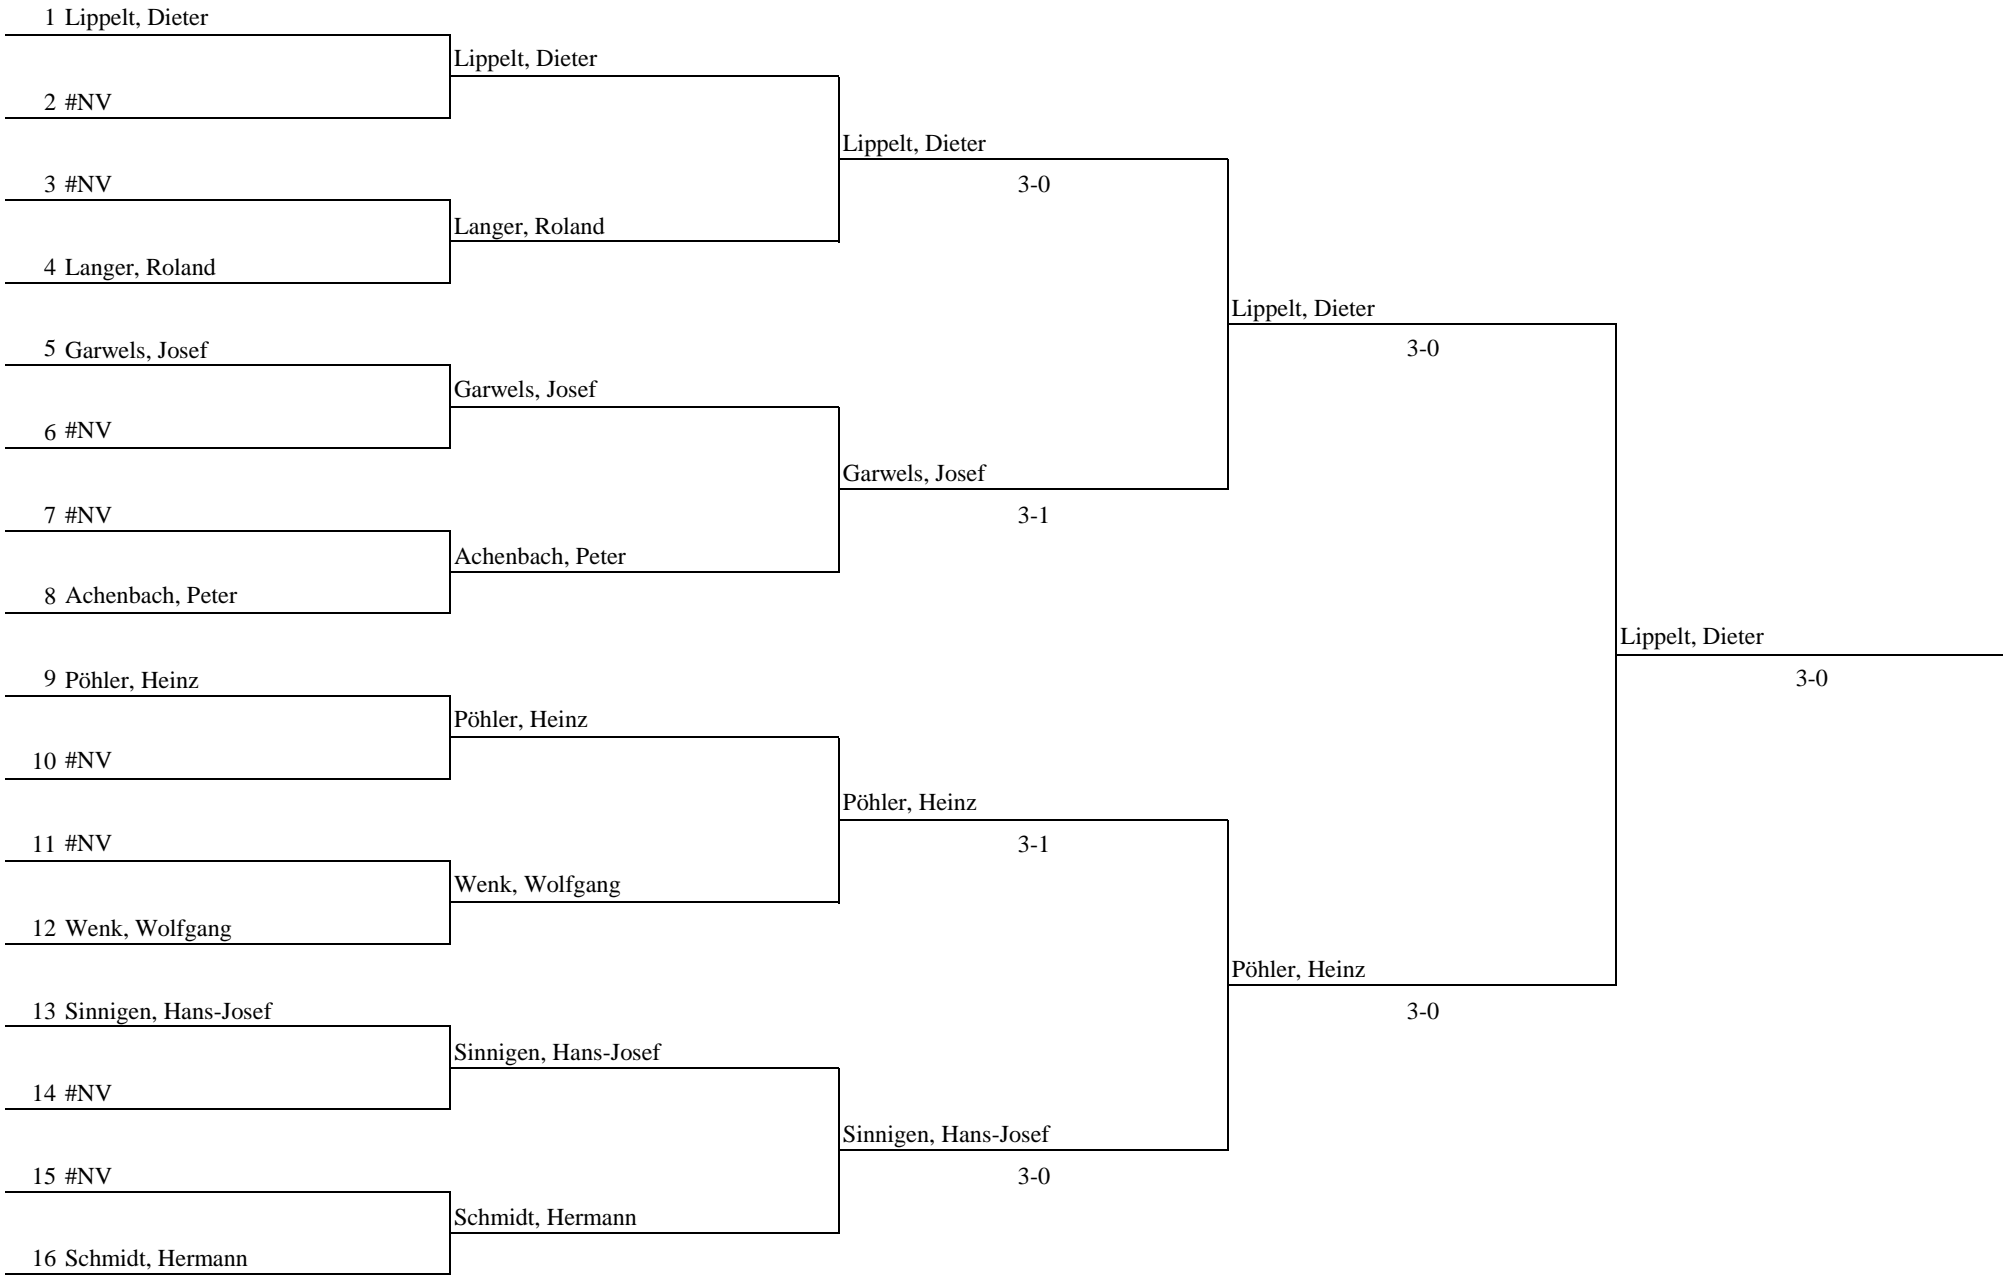 1 Lippelt, Dieter
Lippelt, Dieter
2 #NV
Lippelt, Dieter
3 #NV
3-0
Langer, Roland
4 Langer, Roland
Lippelt, Dieter
5 Garwels, Josef
3-0
Garwels, Josef
6 #NV
Garwels, Josef
7 #NV
3-1
Achenbach, Peter
8 Achenbach, Peter
Lippelt, Dieter
9 Pöhler, Heinz
3-0
Pöhler, Heinz
10 #NV
Pöhler, Heinz
11 #NV
3-1
Wenk, Wolfgang
12 Wenk, Wolfgang
Pöhler, Heinz
13 Sinnigen, Hans-Josef
3-0
Sinnigen, Hans-Josef
14 #NV
Sinnigen, Hans-Josef
15 #NV
3-0
Schmidt, Hermann
16 Schmidt, Hermann